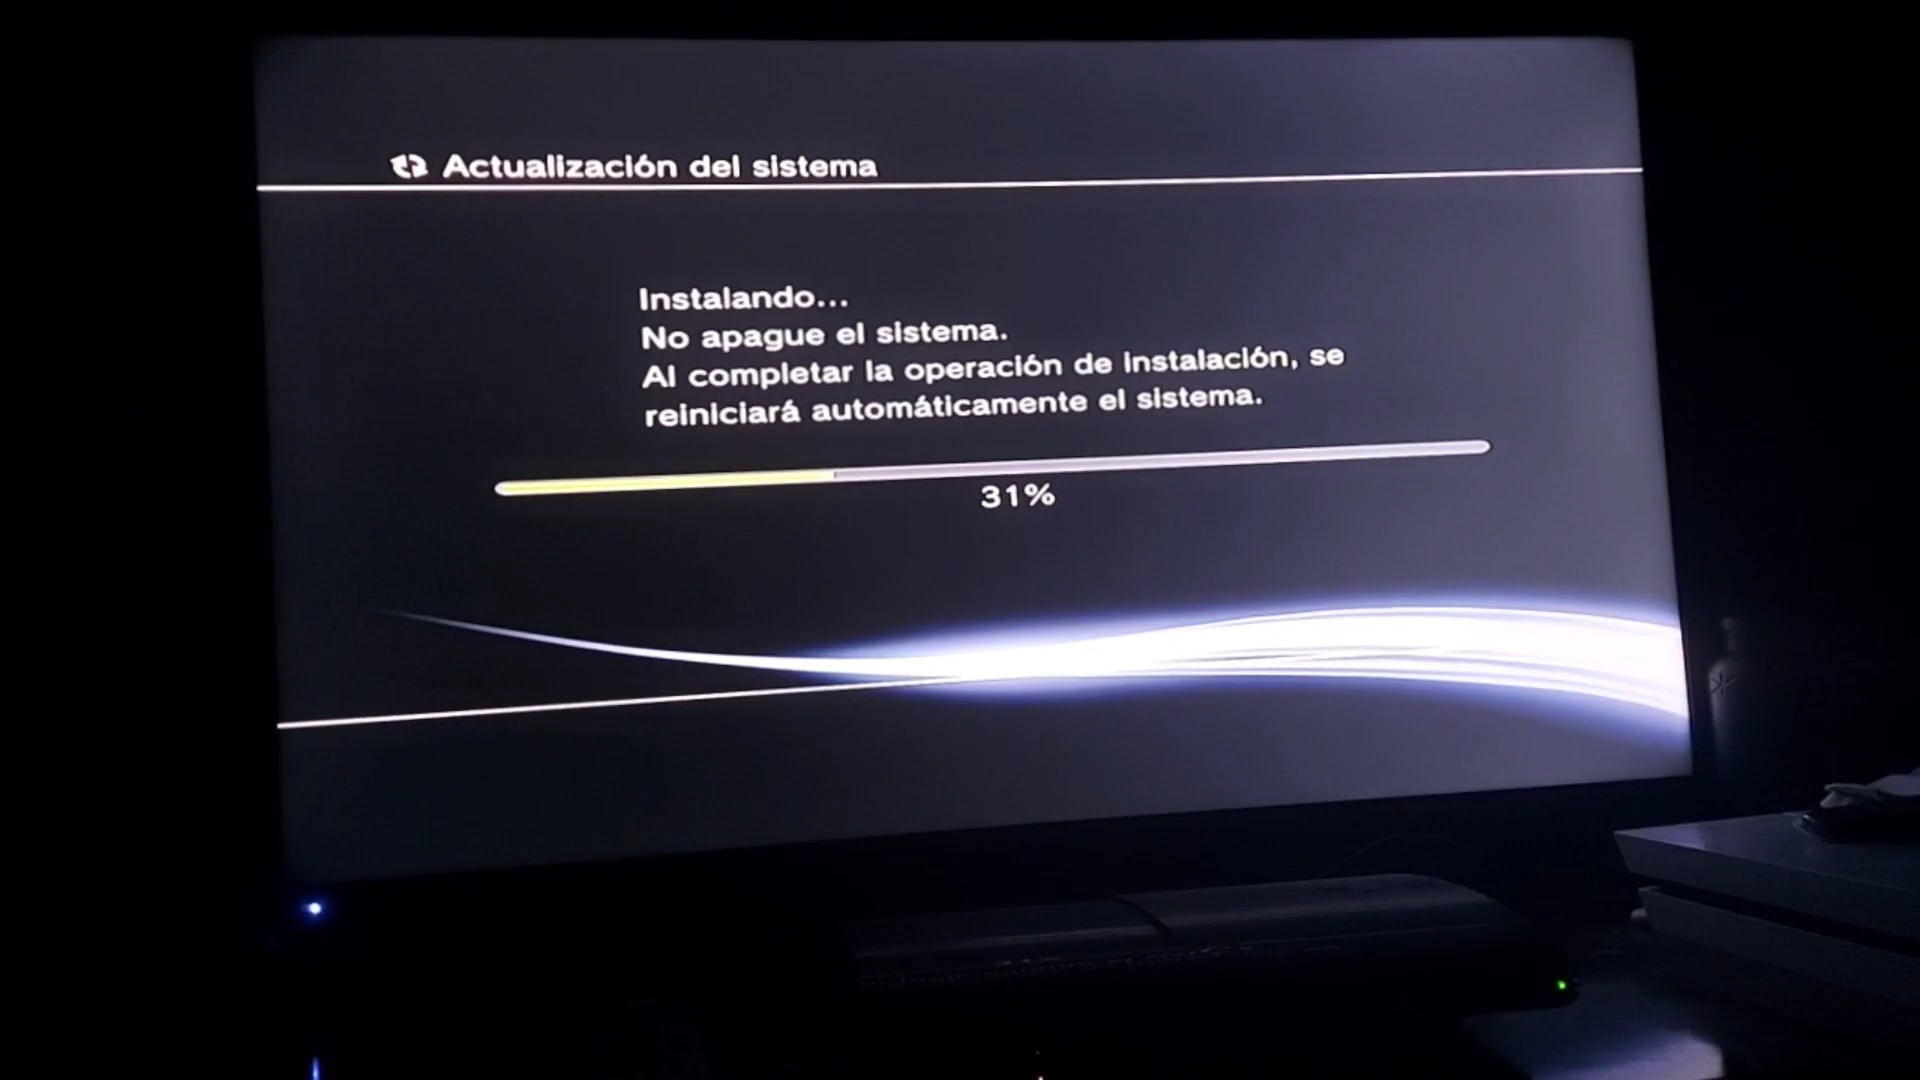 Actualización del sistema
Instalando...
No apague el sistema.
Al completar la operación de instalación, se
reiniciará automáticamente el sistema.
31%